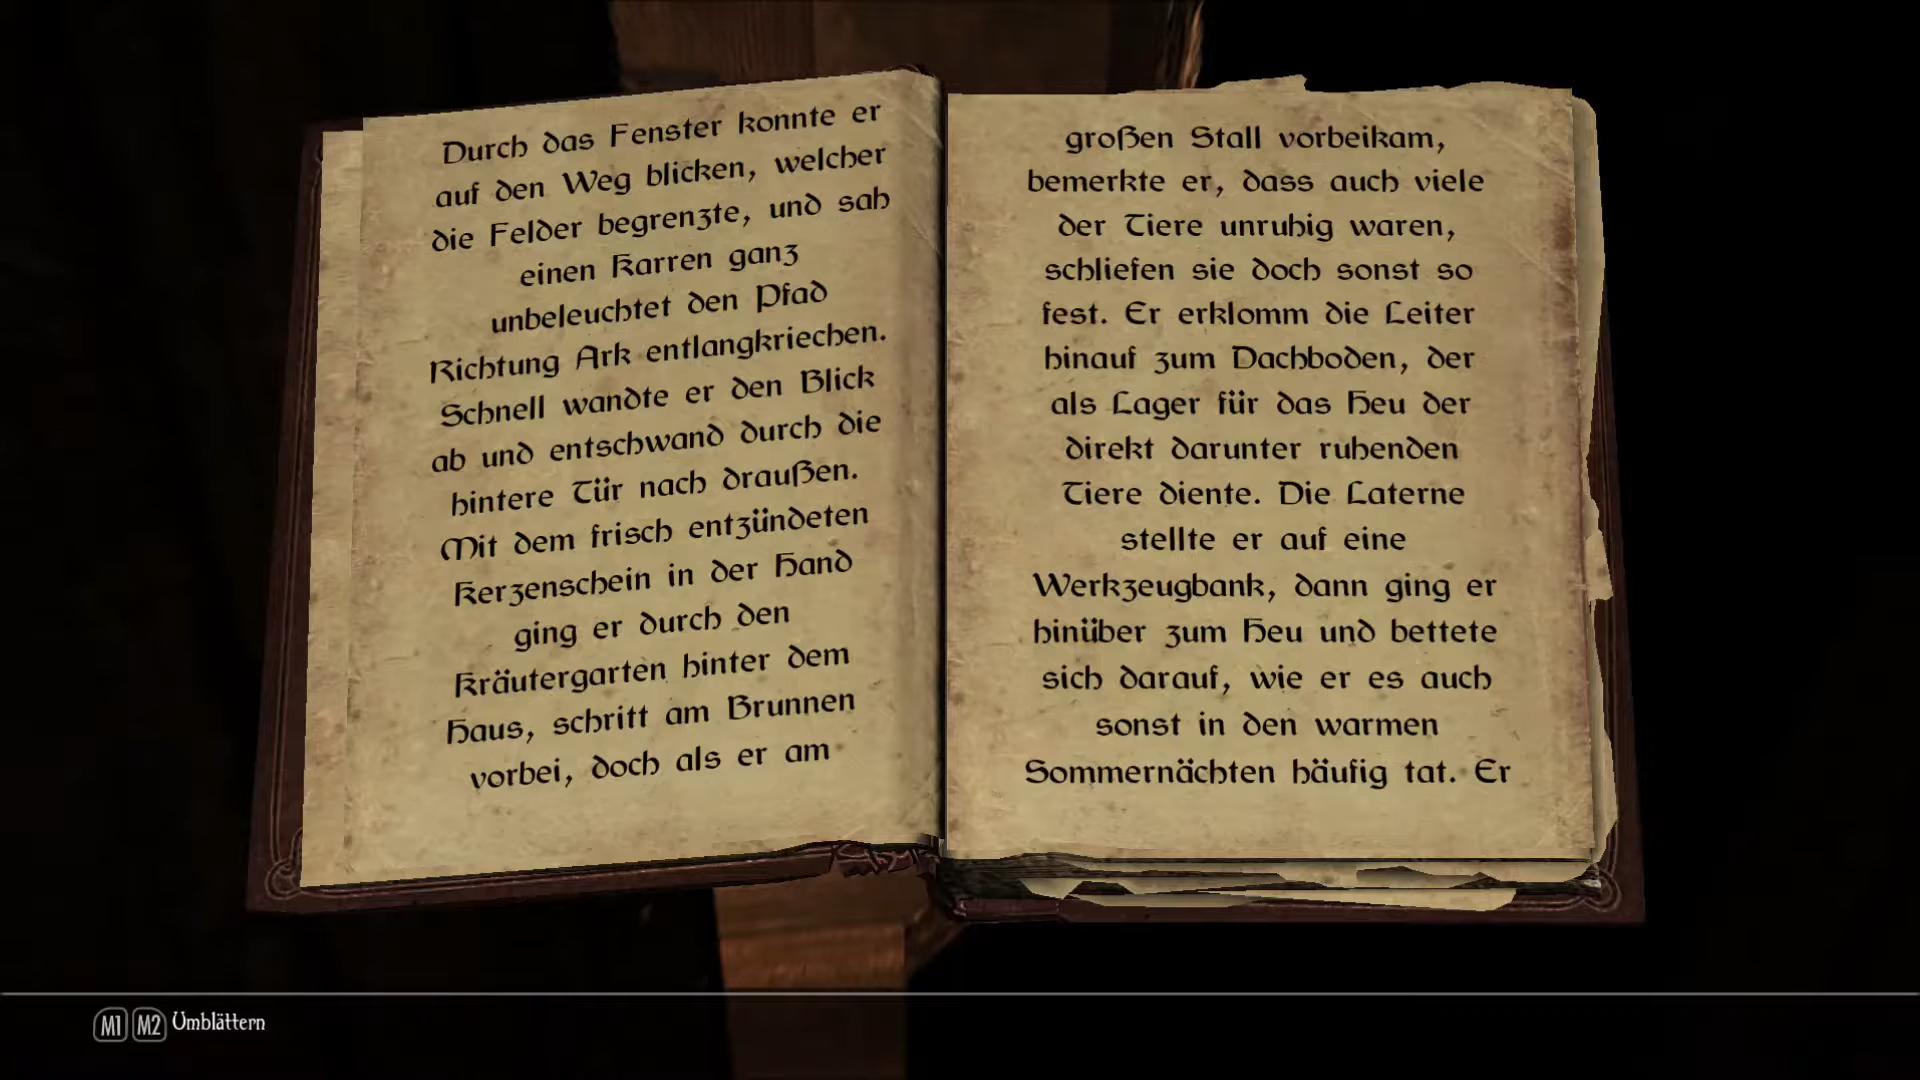 Durch das Fenster konnte er
auf den Weg blicken, welcher
die Felder begrenzte, und sah
einen Karren ganz
unbeleuchtet den Pfad
Richtung Ark entlangkriechen.
Schnell wandte er den Blick
ab und entschwand durch die
hintere Tür nach draußen.
Mit dem frisch entzündeten
Kerzenschein in der Hand
ging er durch den
Kräutergarten hinter dem
Haus, schritt am Brunnen
vorbei, doch als er am
großen Stall vorbeikam,
bemerkte er, dass auch viele
der Tiere unruhig waren,
schliefen sie doch sonst so
fest. Er erklomm die Leiter
hinauf zum Dachboden, der
als Lager für das Heu der
direkt darunter ruhenden
Tiere diente. Die Laterne
stellte er auf eine
Werkzeugbank, dann ging er
hinüber zum Heu und bettete
sich darauf, wie er es auch
sonst in den warmen
Sommernächten häufig tat. Er
M1 M2 Umblättern